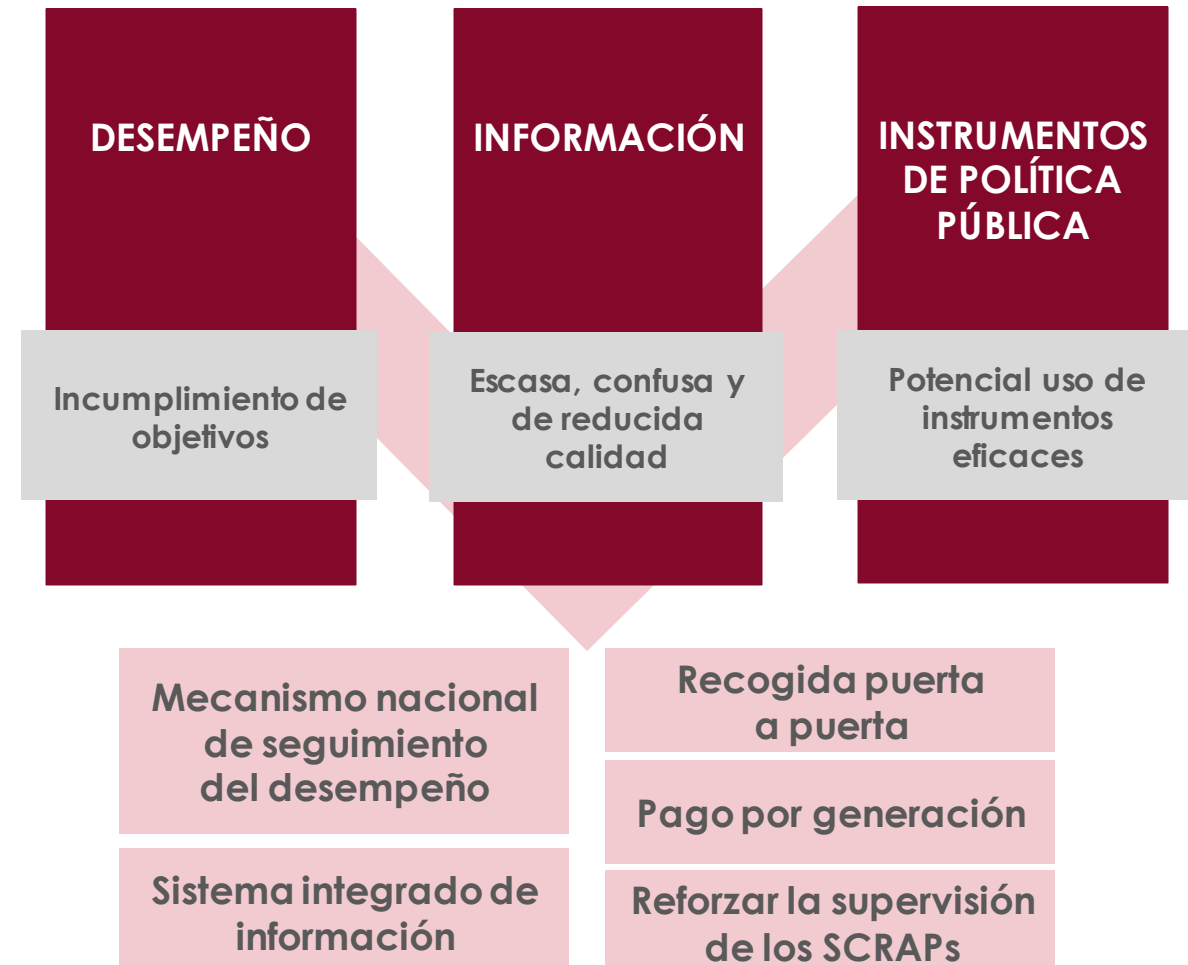 DESEMPEÑO
Incumplimiento de
objetivos
INFORMACIÓN
Escasa, confusa y
de reducida
calidad
INSTRUMENTOS
DE POLÍTICA
PÚBLICA
Potencial uso de
instrumentos
eficaces
Mecanismo nacional
de seguimiento
del desempeño
Sistema integrado de
información
Recogida puerta
a puerta
Pago por generación
Reforzar la supervisión
de los SCRAPs